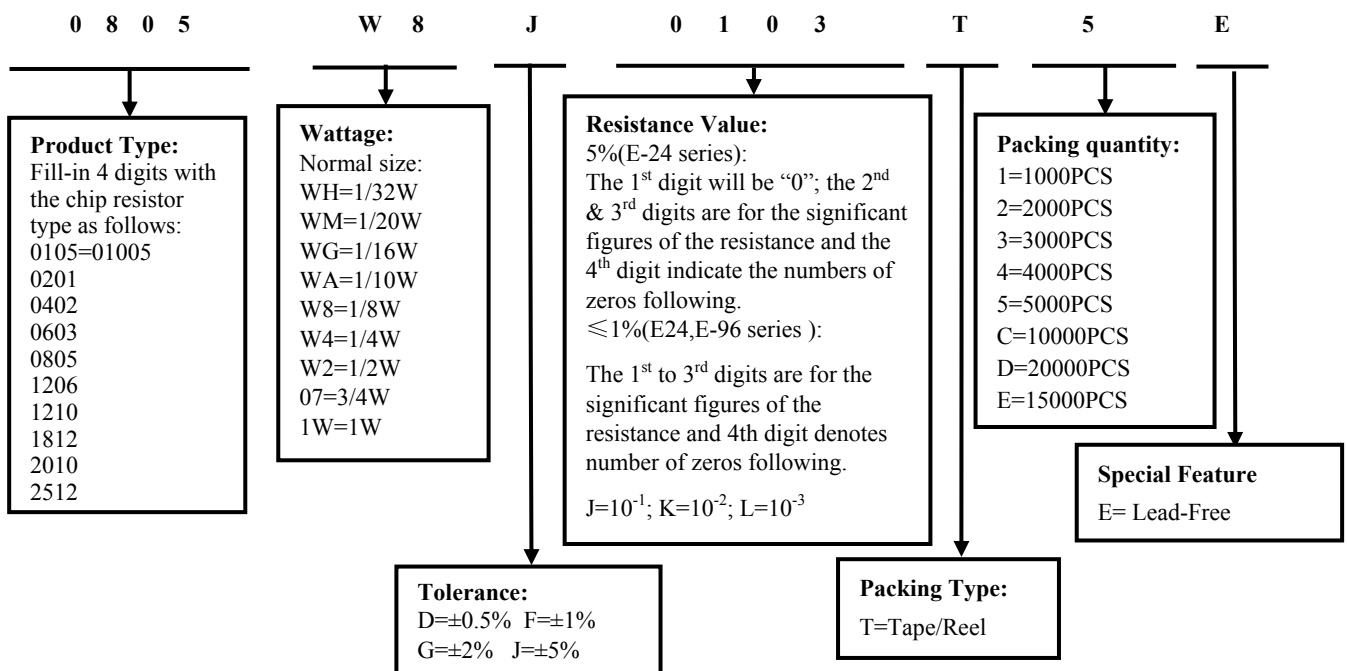 0 8 0 5 W 8 J 0 1 0 3 T 5 E
Product Type:
Fill-in 4 digits with
the chip resistor
type as follows:
0105=01005
0201
0402
0603
0805
1206
1210
1812
2010
2512
Wattage:
Normal size:
WH=1/32W
WM=1/20W
WG=1/16W
WA=1/10W
W8=1/8W
W4=1/4W
W2=1/2W
07=3/4W
1W=1W
Resistance Value:
5%(E-24 series):
The 1st digit will be “0”; the 2nd
& 3rd digits are for the significant
figures of the resistance and the
4th digit indicate the numbers of
zeros following.
≤1%(E24,E-96 series ):
The 1st to 3rd digits are for the
significant figures of the
resistance and 4th digit denotes
number of zeros following.
J=10-1; K=10-2; L=10-3
Packing quantity:
1=1000PCS
2=2000PCS
3=3000PCS
4=4000PCS
5=5000PCS
C=10000PCS
D=20000PCS
E=15000PCS
Special Feature
E= Lead-Free
Tolerance:
D=±0.5% F=±1%
G=±2% J=±5%
Packing Type:
T=Tape/Reel